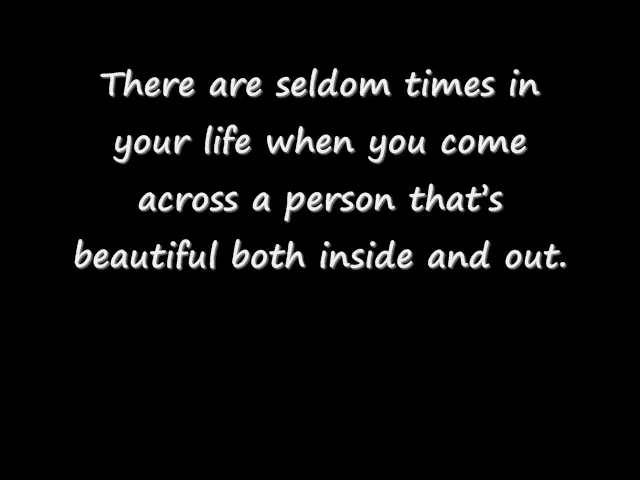 There are seldom times in
your life when you come
across a person that’s
beautiful both inside and out.